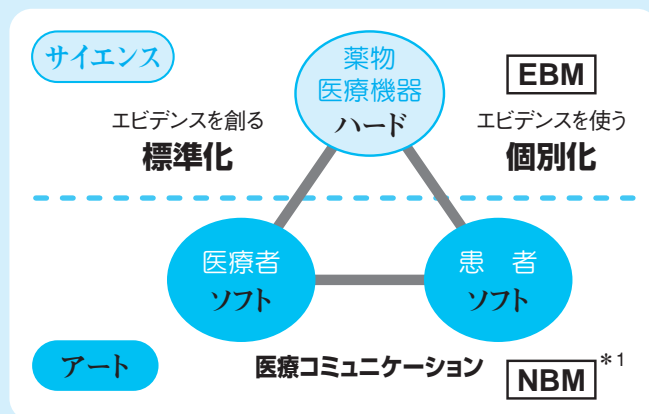 サイエンス
薬物
医療機器
ハード
EBM
エビデンスを創る
標準化
エビデンスを使う
個別化
医療者
ソフト
患 者
ソフト
アート
医療コミュニケーション
NBM*1